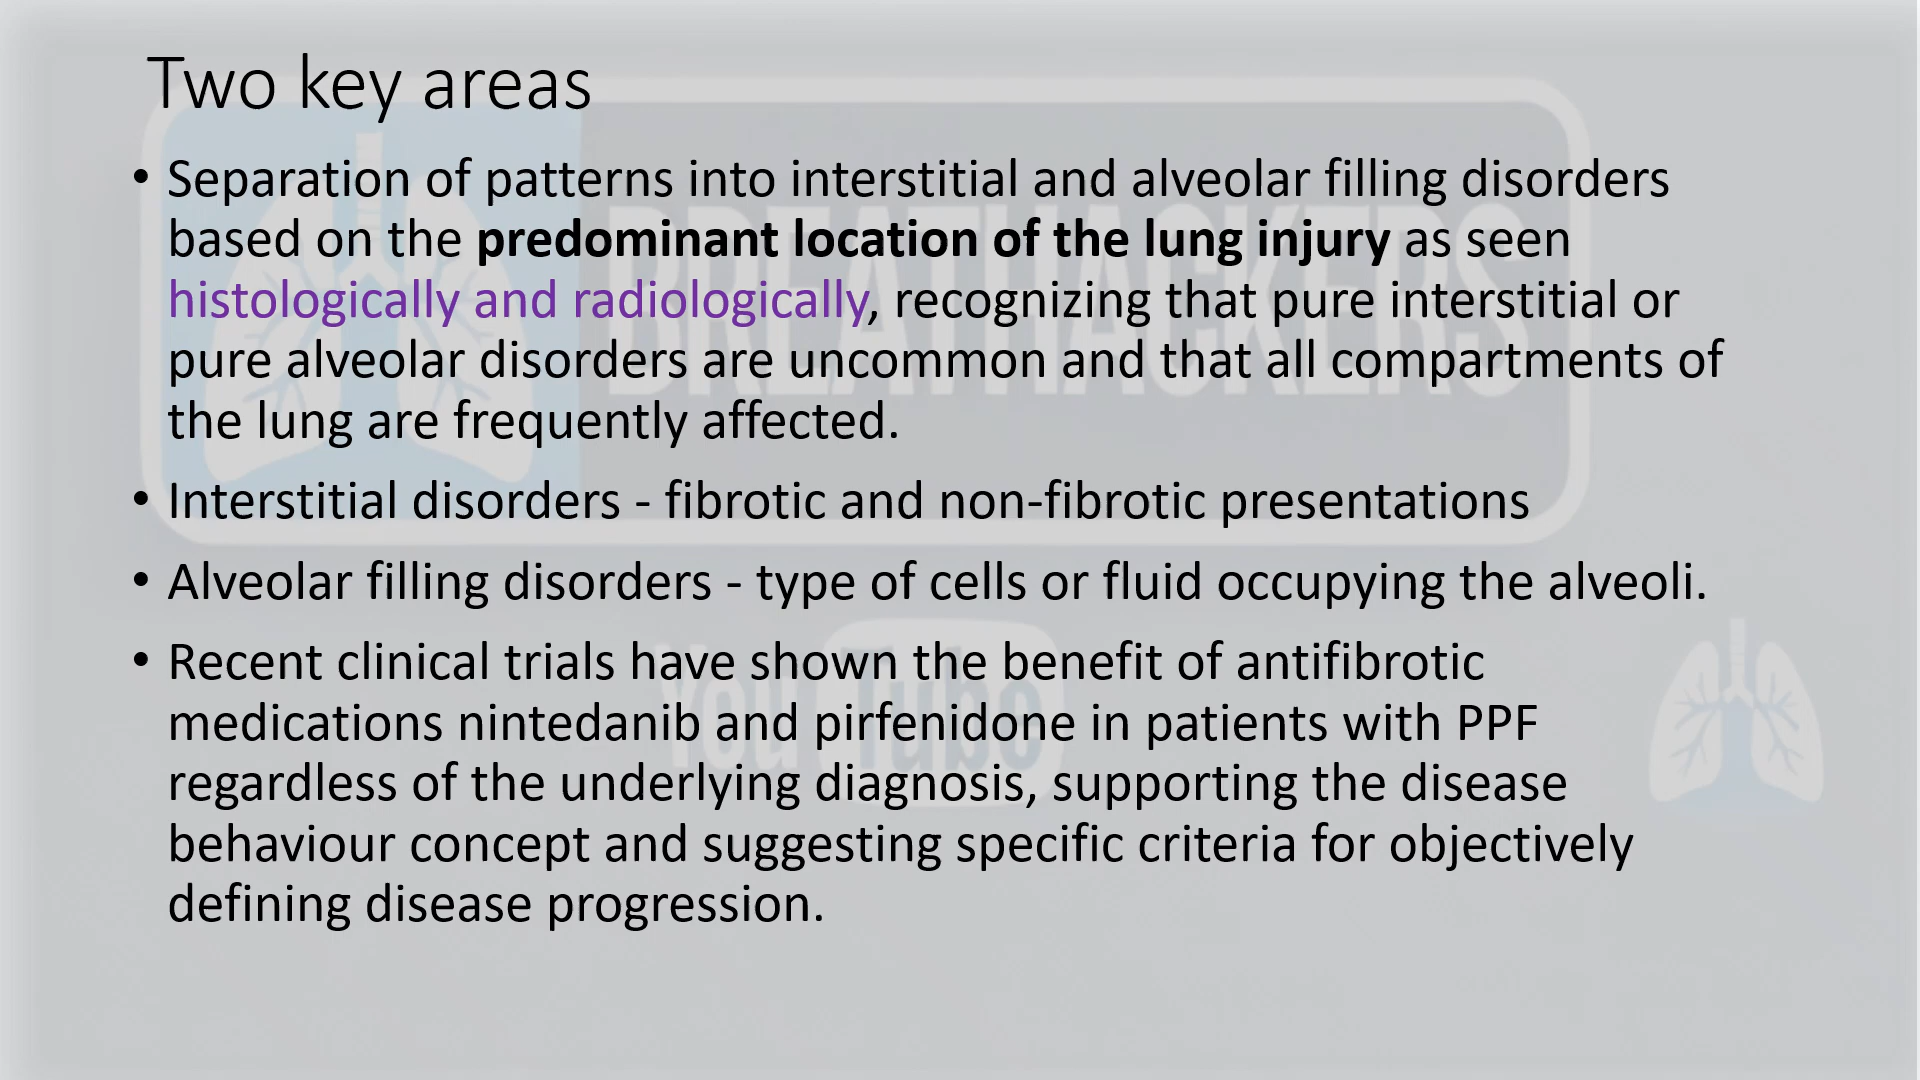 Two key areas
• Separation of patterns into interstitial and alveolar filling disorders
based on the predominant location of the lung injury as seen
histologically and radiologically, recognizing that pure interstitial or
pure alveolar disorders are uncommon and that all compartments of
the lung are frequently affected.
• Interstitial disorders - fibrotic and non-fibrotic presentations
• Alveolar filling disorders - type of cells or fluid occupying the alveoli.
• Recent clinical trials have shown the benefit of antifibrotic
medications nintedanib and pirfenidone in patients with PPF
regardless of the underlying diagnosis, supporting the disease
behaviour concept and suggesting specific criteria for objectively
defining disease progression.
BREATHACKERS
YouTube